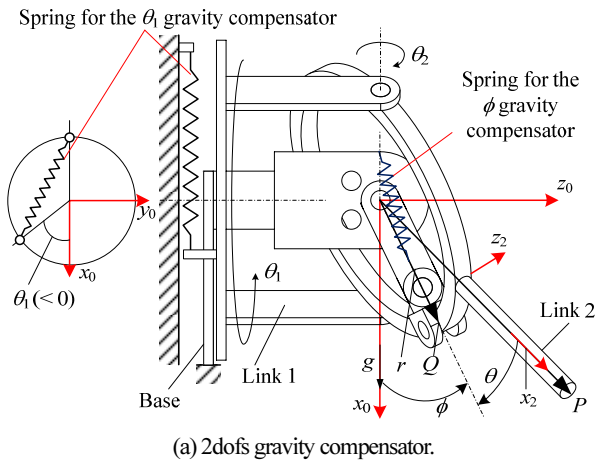 Spring for the θ1 gravity compensator
θ2
Spring for the
ϕ gravity
compensator
y0
z0
x0
z2
θ1 (< 0)
θ1
Link 2
Link 1
g
r
Q
θ
x2
P
Base
x0
ϕ
(a) 2dofs gravity compensator.